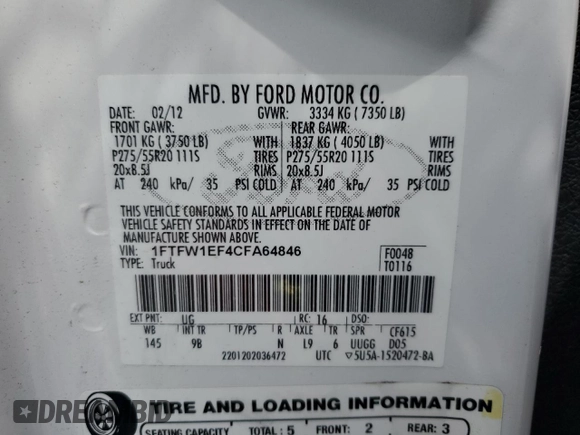 MFD. BY FORD MOTOR CO.
DATE: 02/12 GVWR: 3334 KG ( 7350 LB)
FRONT GAWR: REAR GAWR:
1701 KG ( 3750 LB) WITH 1837 KG ( 4050 LB) WITH
P275/55R20 111S TIRES P275/55R20 111S TIRES
20x8.5J RIMS 20x8.5J RIMS
AT 240 kPa/ 35 PSI COLD AT 240 kPa/ 35 PSI COLD
THIS VEHICLE CONFORMS TO ALL APPLICABLE FEDERAL MOTOR
VEHICLE SAFETY STANDARDS IN EFFECT ON THE DATE OF
MANUFACTURE SHOWN ABOVE.
VIN: 1FTFW1EF4CFA64846 F0048
TYPE: Truck T0116
EXT PNT: UG RC: 16 DSO:
WB INT TR TP/PS R AXLE TR SPR CF615
145 9B N L9 6 UUGG D05
2201202036472 UTC ▽5U5A-1520472-BA
TIRE AND LOADING INFORMATION
SEATING CAPACITY TOTAL: 5 FRONT: 2 REAR: 3
DREAMBID